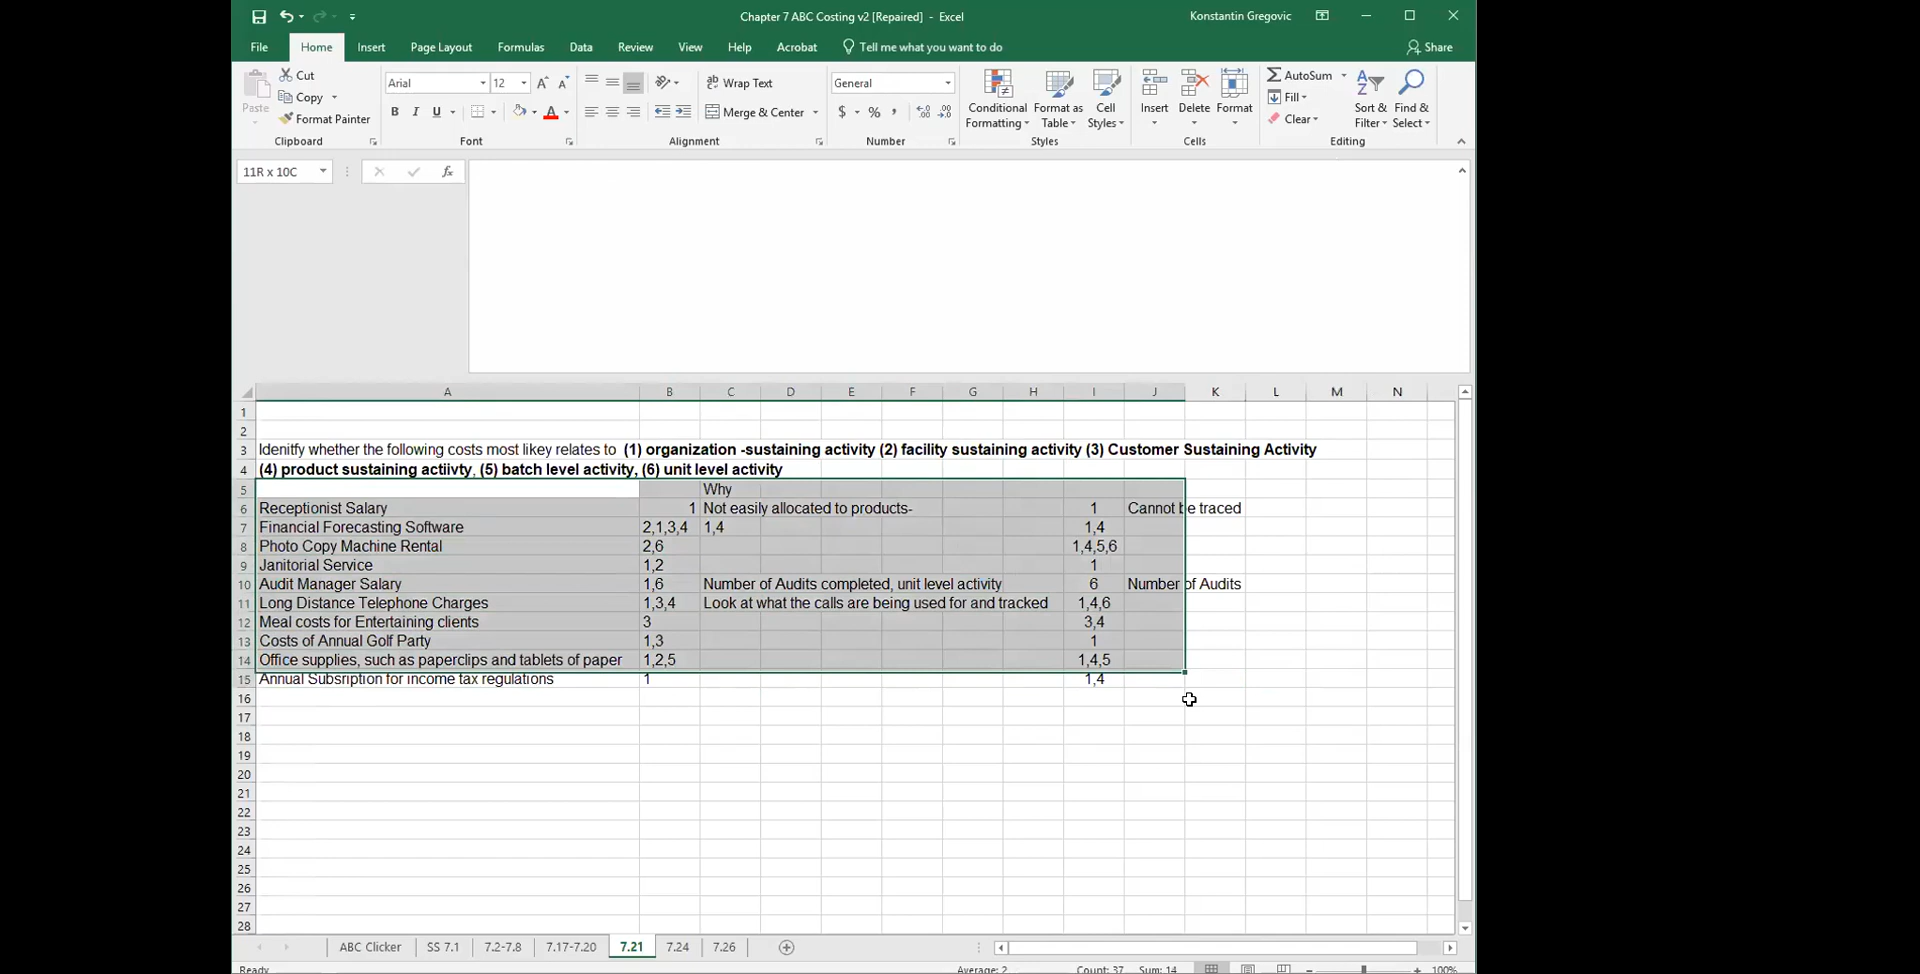 Chapter 7 ABC Costing v2 [Repaired] - Excel
Konstantin Gregovic
File Home Insert Page Layout Formulas Data Review View Help Acrobat Tell me what you want to do Share
Paste Cut Copy Format Painter
Arial 12
B I U
Wrap Text
Merge & Center
General
$ % ,
Conditional Formatting Format as Table Cell Styles
Insert Delete Format
AutoSum
Fill
Clear
Sort & Filter Find & Select
Clipboard Font Alignment Number Styles Cells Editing
11R x 10C fx
A B C D E F G H I J K L M N
1
2
3 Idenitfy whether the following costs most likey relates to (1) organization -sustaining activity (2) facility sustaining activity (3) Customer Sustaining Activity
4 (4) product sustaining activty, (5) batch level activity, (6) unit level activity
5 Why
6 Receptionist Salary 1 Not easily allocated to products- 1 Cannot be traced
7 Financial Forecasting Software 2,1,3,4 1,4 1,4
8 Photo Copy Machine Rental 2,6 1,4,5,6
9 Janitorial Service 1,2 1
10 Audit Manager Salary 1,6 Number of Audits completed, unit level activity 6 Number of Audits
11 Long Distance Telephone Charges 1,3,4 Look at what the calls are being used for and tracked 1,4,6
12 Meal costs for Entertaining clients 3 3,4
13 Costs of Annual Golf Party 1,3 1
14 Office supplies, such as paperclips and tablets of paper 1,2,5 1,4,5
15 Annual Subsription for income tax regulations 1 1,4
16
17
18
19
20
21
22
23
24
25
26
27
28
ABC Clicker SS 7.1 7.2-7.8 7.17-7.20 7.21 7.24 7.26
Ready Average: 2 Count: 37 Sum: 14 100%